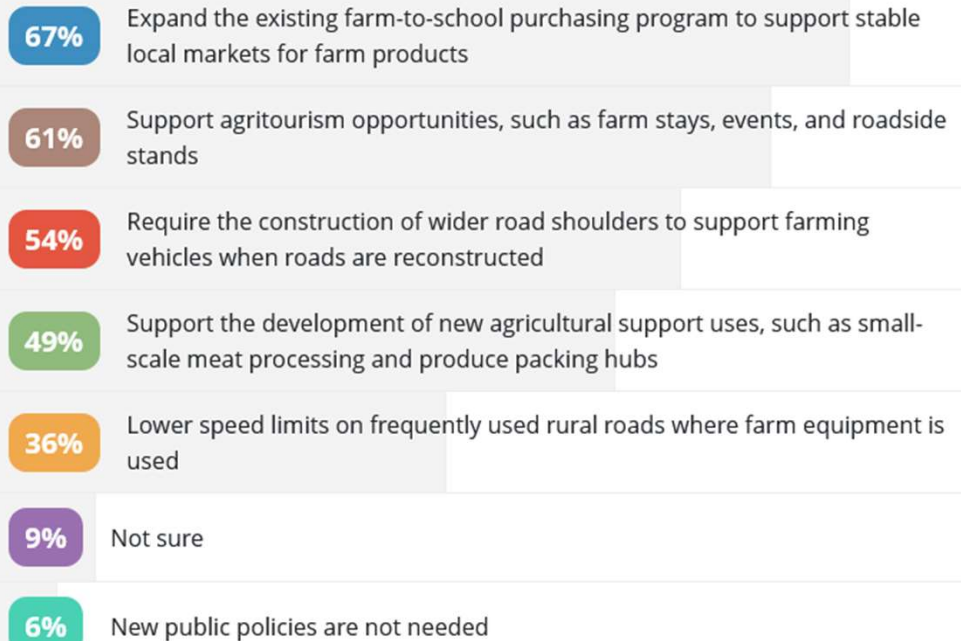 67%
Expand the existing farm-to-school purchasing program to support stable
local markets for farm products
61%
Support agritourism opportunities, such as farm stays, events, and roadside
stands
54%
Require the construction of wider road shoulders to support farming
vehicles when roads are reconstructed
49%
Support the development of new agricultural support uses, such as small-
scale meat processing and produce packing hubs
36%
Lower speed limits on frequently used rural roads where farm equipment is
used
9%
Not sure
6%
New public policies are not needed